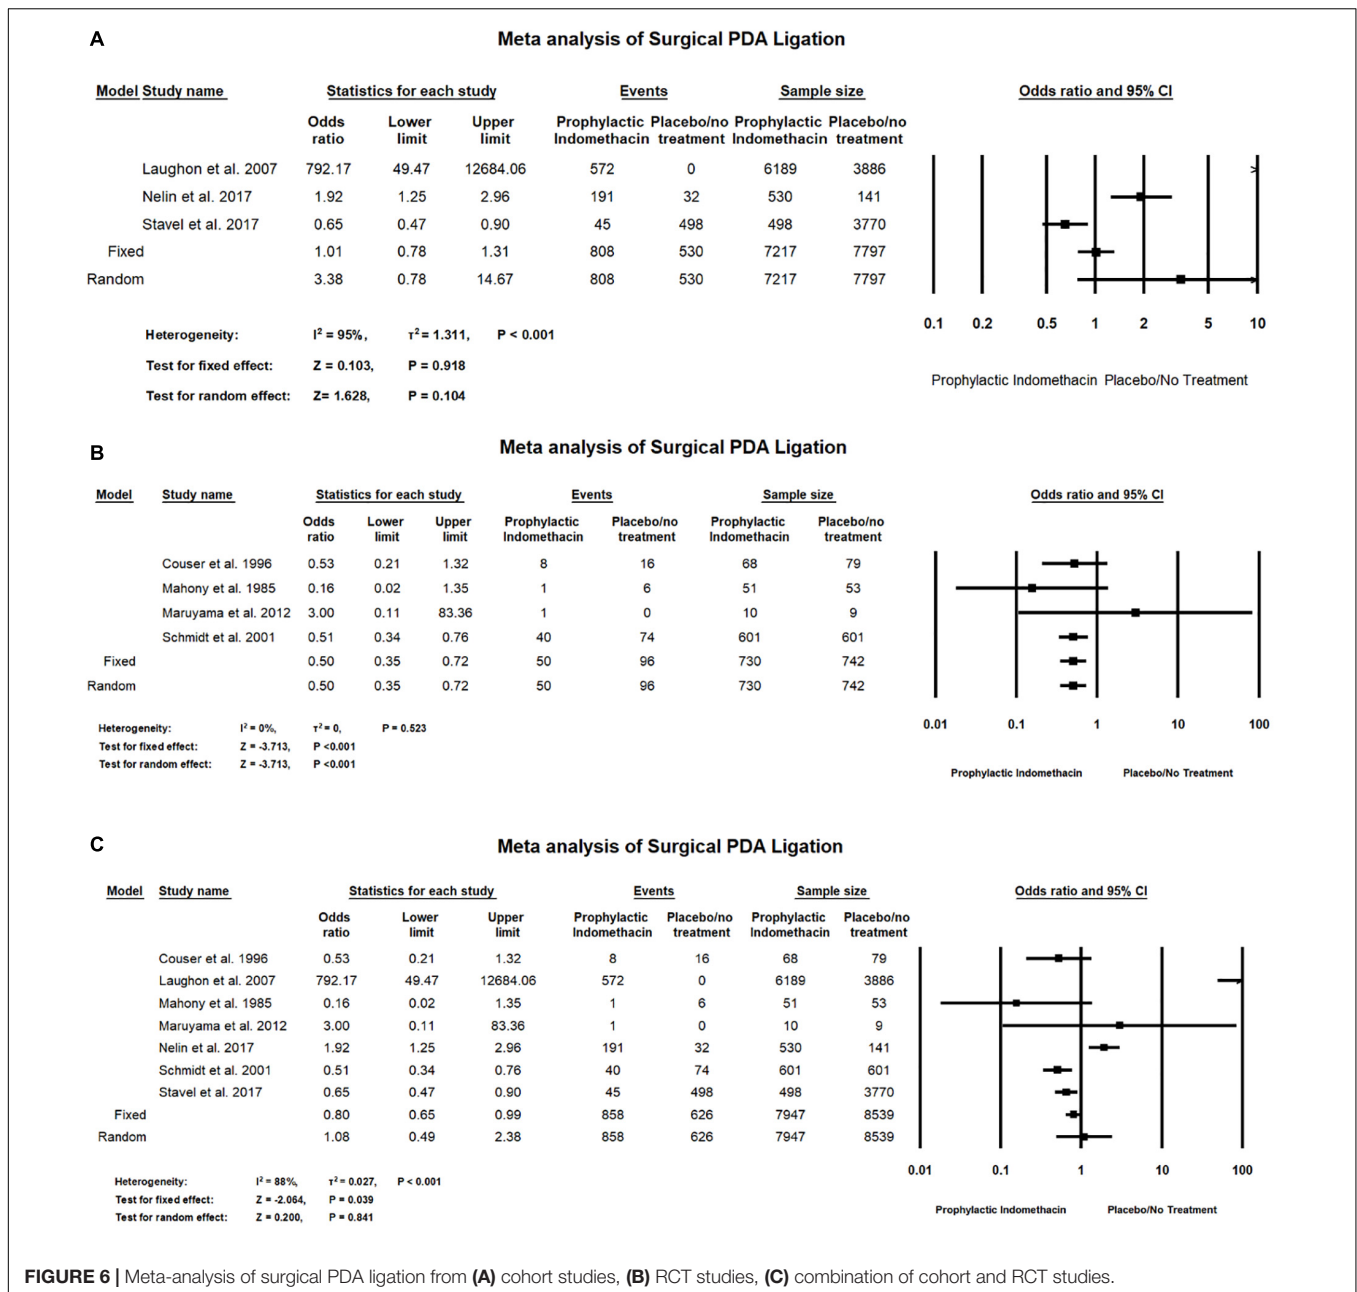 A
Meta analysis of Surgical PDA Ligation
Model Study name Statistics for each study Events Sample size Odds ratio and 95% CI
Odds Lower Upper Prophylactic Placebo/no Prophylactic Placebo/no
ratio limit limit Indomethacin treatment Indomethacin treatment
Laughon et al. 2007 792.17 49.47 12684.06 572 0 6189 3886
Nelin et al. 2017 1.92 1.25 2.96 191 32 530 141
Stavel et al. 2017 0.65 0.47 0.90 45 498 498 3770
Fixed 1.01 0.78 1.31 808 530 7217 7797
Random 3.38 0.78 14.67 808 530 7217 7797
0.1 0.2 0.5 1 2 5 10
Heterogeneity: I² = 95%, τ² = 1.311, P < 0.001
Test for fixed effect: Z = 0.103, P = 0.918
Prophylactic Indomethacin Placebo/No Treatment
Test for random effect: Z= 1.628, P = 0.104
B
Meta analysis of Surgical PDA Ligation
Model Study name Statistics for each study Events Sample size Odds ratio and 95% CI
Odds Lower Upper Prophylactic Placebo/no Prophylactic Placebo/no
ratio limit limit Indomethacin treatment Indomethacin treatment
Couser et al. 1996 0.53 0.21 1.32 8 16 68 79
Mahony et al. 1985 0.16 0.02 1.35 1 6 51 53
Maruyama et al. 2012 3.00 0.11 83.36 1 0 10 9
Schmidt et al. 2001 0.51 0.34 0.76 40 74 601 601
Fixed 0.50 0.35 0.72 50 96 730 742
Random 0.50 0.35 0.72 50 96 730 742
0.01 0.1 1 10 100
Heterogeneity: I² = 0%, τ² = 0, P = 0.523
Test for fixed effect: Z = -3.713, P <0.001
Test for random effect: Z = -3.713, P <0.001
Prophylactic Indomethacin Placebo/No Treatment
C
Meta analysis of Surgical PDA Ligation
Model Study name Statistics for each study Events Sample size Odds ratio and 95% CI
Odds Lower Upper Prophylactic Placebo/no Prophylactic Placebo/no
ratio limit limit Indomethacin treatment Indomethacin treatment
Couser et al. 1996 0.53 0.21 1.32 8 16 68 79
Laughon et al. 2007 792.17 49.47 12684.06 572 0 6189 3886
Mahony et al. 1985 0.16 0.02 1.35 1 6 51 53
Maruyama et al. 2012 3.00 0.11 83.36 1 0 10 9
Nelin et al. 2017 1.92 1.25 2.96 191 32 530 141
Schmidt et al. 2001 0.51 0.34 0.76 40 74 601 601
Stavel et al. 2017 0.65 0.47 0.90 45 498 498 3770
Fixed 0.80 0.65 0.99 858 626 7947 8539
Random 1.08 0.49 2.38 858 626 7947 8539
0.01 0.1 1 10 100
Heterogeneity: I² = 88%, τ² = 0.027, P < 0.001
Test for fixed effect: Z = -2.064, P = 0.039
Test for random effect: Z = 0.200, P = 0.841
Prophylactic Indomethacin Placebo/No Treatment
FIGURE 6 | Meta-analysis of surgical PDA ligation from (A) cohort studies, (B) RCT studies, (C) combination of cohort and RCT studies.